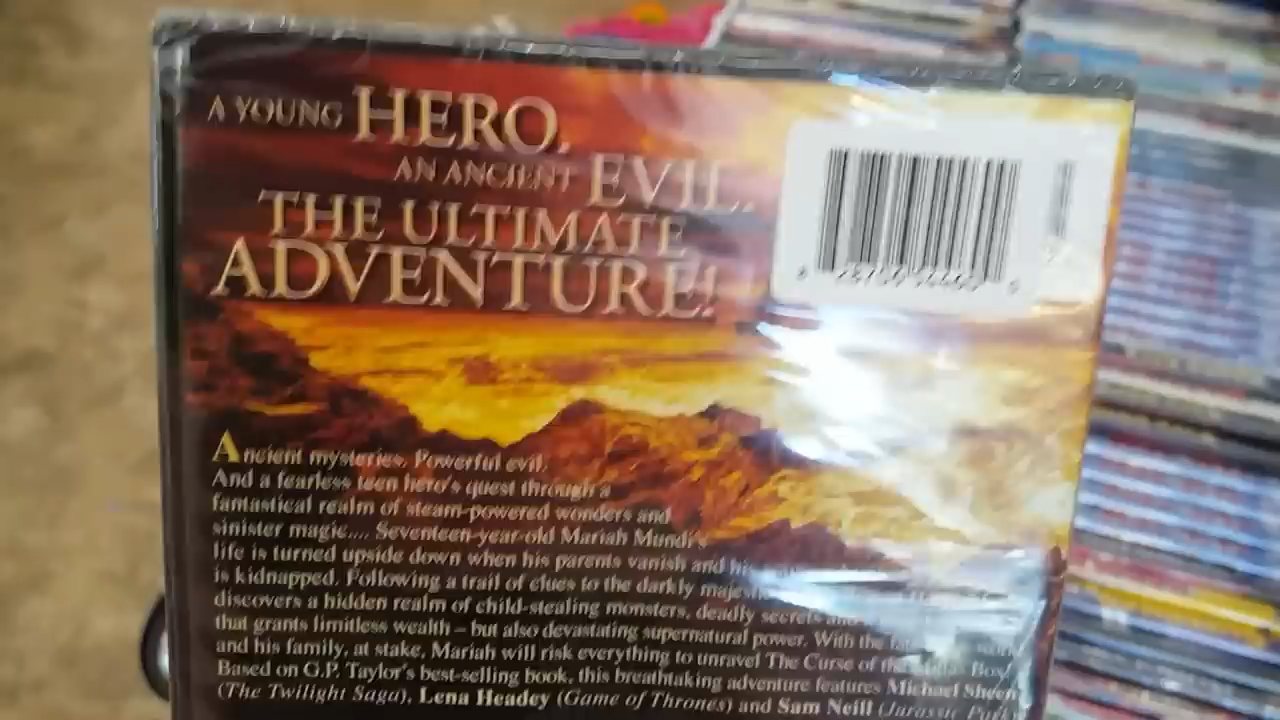 A YOUNG HERO.
AN ANCIENT EVIL.
THE ULTIMATE
ADVENTURE!
Ancient mysteries. Powerful evil.
And a fearless teen hero's quest through a
fantastical realm of steam-powered wonders and
sinister magic.... Seventeen-year-old Mariah Mundi's
life is turned upside down when his parents vanish and his
is kidnapped. Following a trail of clues to the darkly
discovers a hidden realm of child-stealing monsters, deadly secrets
that grants limitless wealth – but also devastating supernatural power. With the
and his family, at stake, Mariah will risk everything to unravel The Curse of the Box!
Based on G.P. Taylor's best-selling book, this breathtaking adventure features Michael Sheen
(The Twilight Saga), Lena Headey (Game of Thrones) and Sam Neill (Jurassic Park)